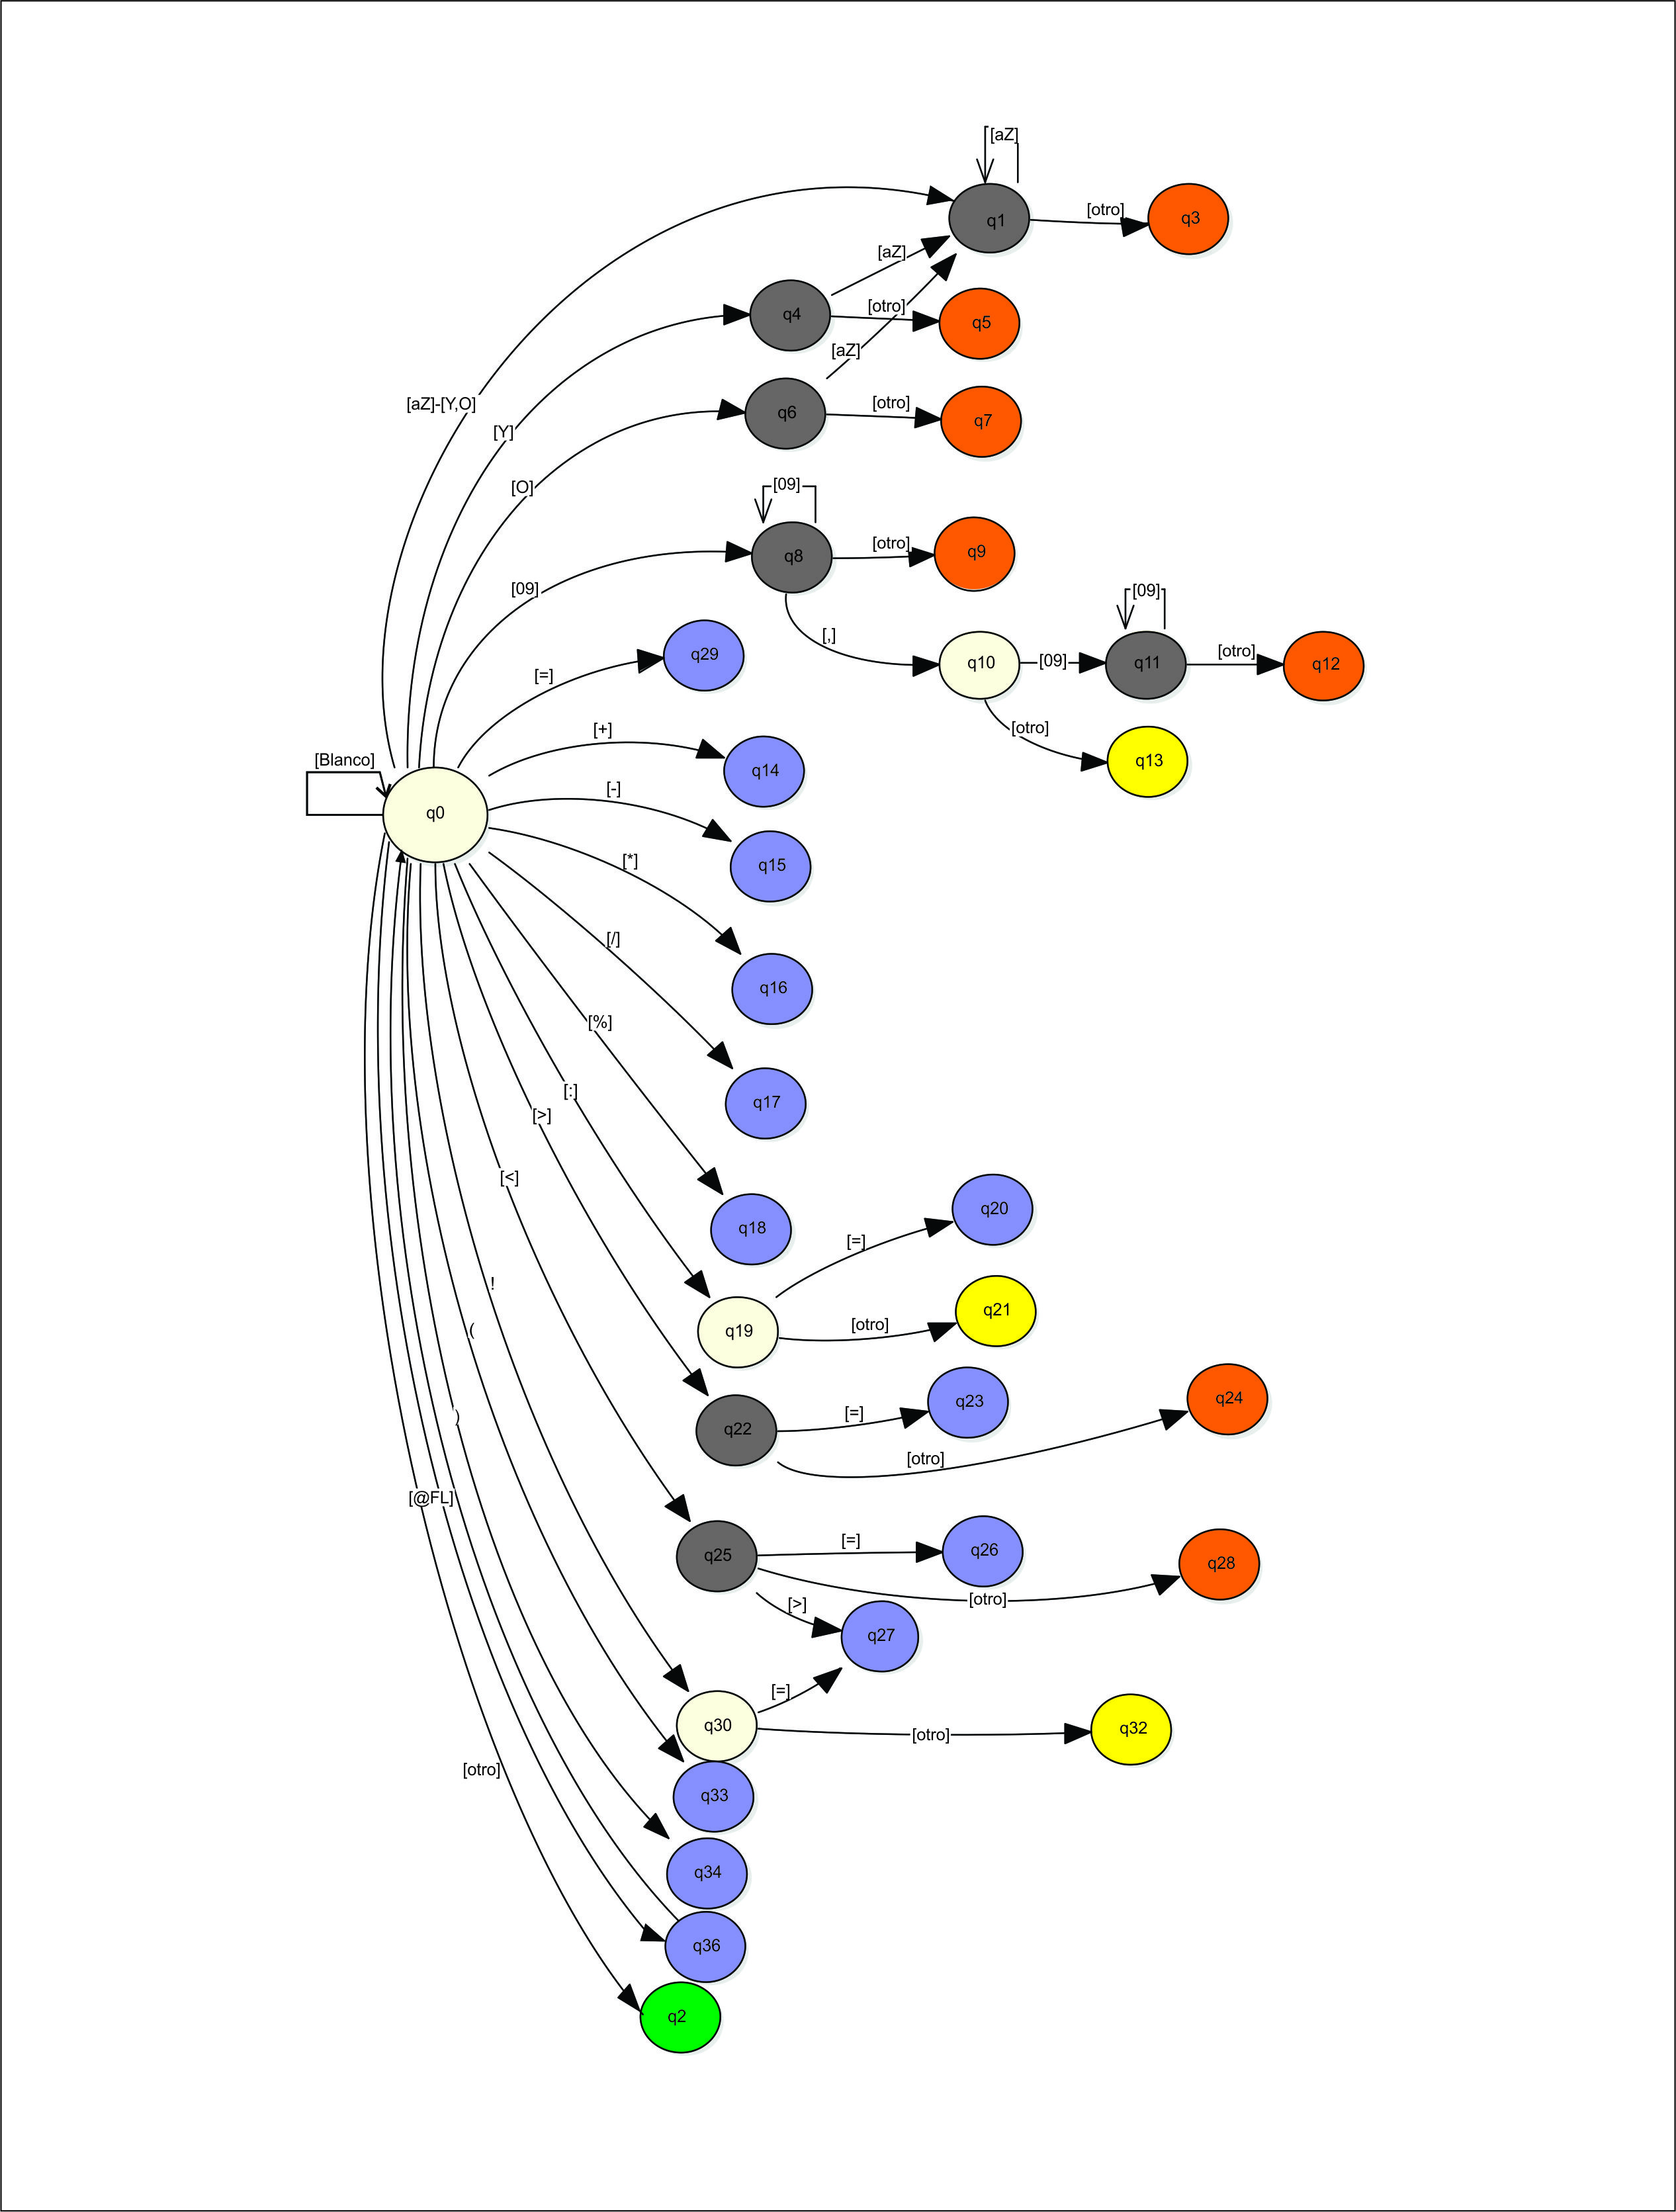 [aZ]
q1
[otro]
q3
[aZ]
q4
[otro]
q5
[aZ]
[aZ]-[Y,O]
[Y]
q6
[otro]
q7
[O]
[09]
q8
[otro]
q9
[09]
[09]
[,]
q10
[09]
q11
[otro]
q12
q29
[=]
[otro]
q13
[+]
q14
[Blanco]
q0
[-]
q15
[*]
q16
[/]
q17
[%]
[:]
[>]
[<]
q18
q20
[=]
!
q19
[otro]
q21
(
q22
[=]
q23
q24
)
[otro]
[@FL]
q25
[=]
q26
q28
[otro]
[>]
q27
[=]
q30
[otro]
q32
[otro]
q33
q34
q36
q2